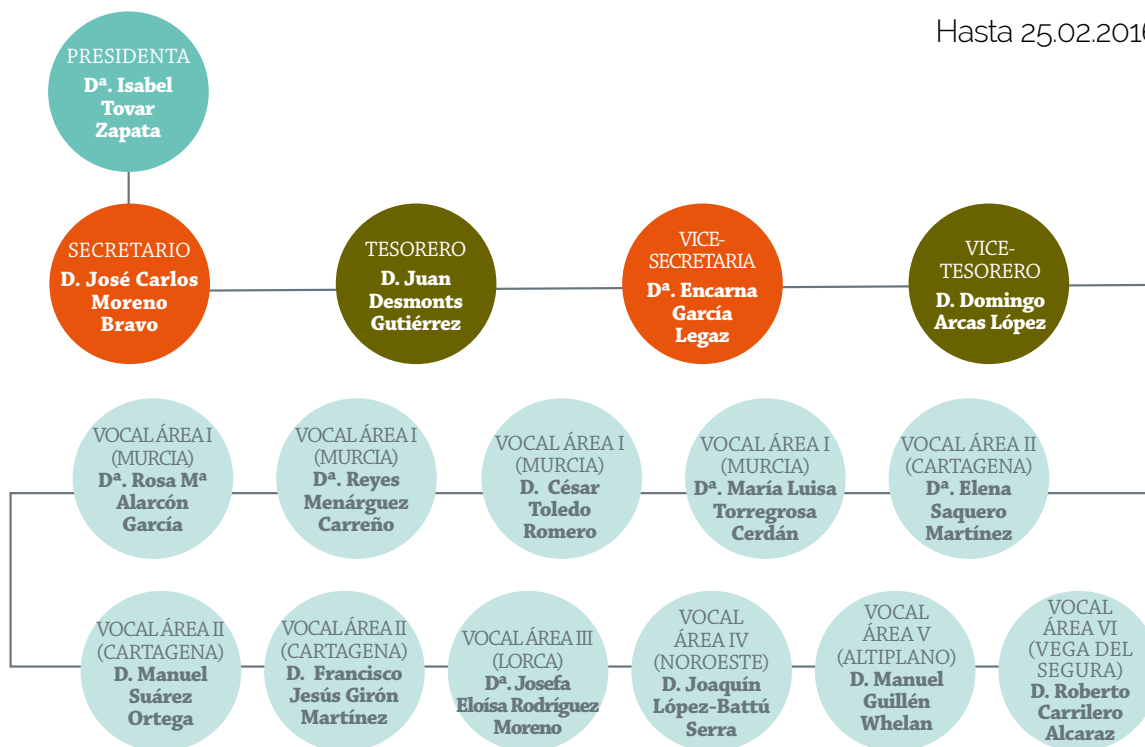 Hasta 25.02.2016
PRESIDENTA
Dª. Isabel
Tovar
Zapata
SECRETARIO
D. José Carlos
Moreno
Bravo
TESORERO
D. Juan
Desmonts
Gutiérrez
VICE-
SECRETARIA
Dª. Encarna
García
Legaz
VICE-
TESORERO
D. Domingo
Arcas López
VOCAL ÁREA I
(MURCIA)
Dª. Rosa Mª
Alarcón
García
VOCAL ÁREA I
(MURCIA)
Dª. Reyes
Menárguez
Carreño
VOCAL ÁREA I
(MURCIA)
D. César
Toledo
Romero
VOCAL ÁREA I
(MURCIA)
Dª. María Luisa
Torregrosa
Cerdán
VOCAL ÁREA II
(CARTAGENA)
Dª. Elena
Saquero
Martínez
VOCAL ÁREA II
(CARTAGENA)
D. Manuel
Suárez
Ortega
VOCAL ÁREA II
(CARTAGENA)
D. Francisco
Jesús Girón
Martínez
VOCAL ÁREA III
(LORCA)
Dª. Josefa
Eloísa Rodríguez
Moreno
VOCAL
ÁREA IV
(NOROESTE)
D. Joaquín
López-Battú
Serra
VOCAL
ÁREA V
(ALTIPLANO)
D. Manuel
Guillén
Whelan
VOCAL
ÁREA VI
(VEGA DEL
SEGURA)
D. Roberto
Carrilero
Alcaraz